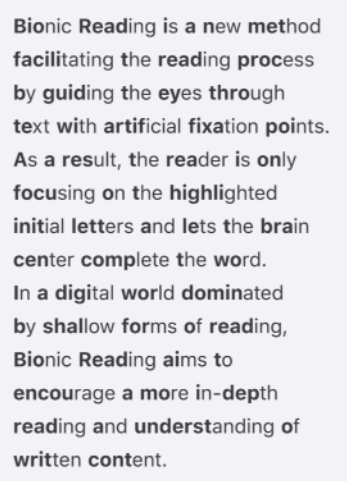 Bionic Reading is a new method
facilitating the reading process
by guiding the eyes through
text with artificial fixation points.
As a result, the reader is only
focusing on the highlighted
initial letters and lets the brain
center complete the word.
In a digital world dominated
by shallow forms of reading,
Bionic Reading aims to
encourage a more in-depth
reading and understanding of
written content.